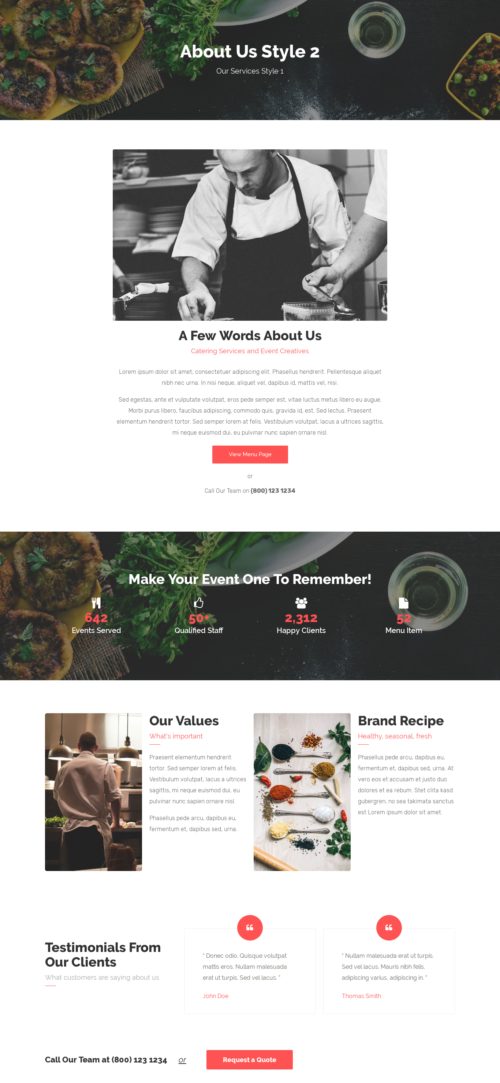 About Us Style 2
Our Services Style 1
A Few Words About Us
Catering Services and Event Creatives
Lorem ipsum dolor sit amet, consectetuer adipiscing elit. Phasellus hendrerit. Pellentesque aliquet
nibh nec urna. In nisi neque, aliquet vel, dapibus id, mattis vel, nisi.
Sed egestas, ante et vulputate volutpat, eros pede semper est, vitae luctus metus libero eu augue.
Morbi purus libero, faucibus adipiscing, commodo quis, gravida id, est. Sed lectus. Praesent
elementum hendrerit tortor. Sed semper lorem at felis. Vestibulum volutpat, lacus a ultrices sagittis,
mi neque euismod dui, eu pulvinar nunc sapien ornare nisl.
View Menu Page
or
Call Our Team on (800) 123 1234
Make Your Event One To Remember!
642
50+
2,312
52
Events Served
Qualified Staff
Happy Clients
Menu Item
Our Values
What's important
Praesent elementum hendrerit
tortor. Sed semper lorem at felis.
Vestibulum volutpat, lacus a ultrices
sagittis, mi neque euismod dui, eu
pulvinar nunc sapien ornare nisl.
Phasellus pede arcu, dapibus eu,
fermentum et, dapibus sed, urna.
Brand Recipe
Healthy, seasonal, fresh
Phasellus pede arcu, dapibus eu,
fermentum et, dapibus sed, urna. At
vero eos et accusam et justo duo
dolores et ea rebum. Stet clita kasd
gubergren, no sea takimata sanctus
est Lorem ipsum dolor sit amet.
Testimonials From
Our Clients
What customers are saying about us
" Donec odio. Quisque volutpat
mattis eros. Nullam malesuada
erat ut turpis. Sed vel lacus. "
John Doe
" Nullam malesuada erat ut turpis.
Sed vel lacus. Mauris nibh felis,
adipiscing varius, adipiscing in. "
Thomas Smith
Call Our Team at (800) 123 1234
or
Request a Quote